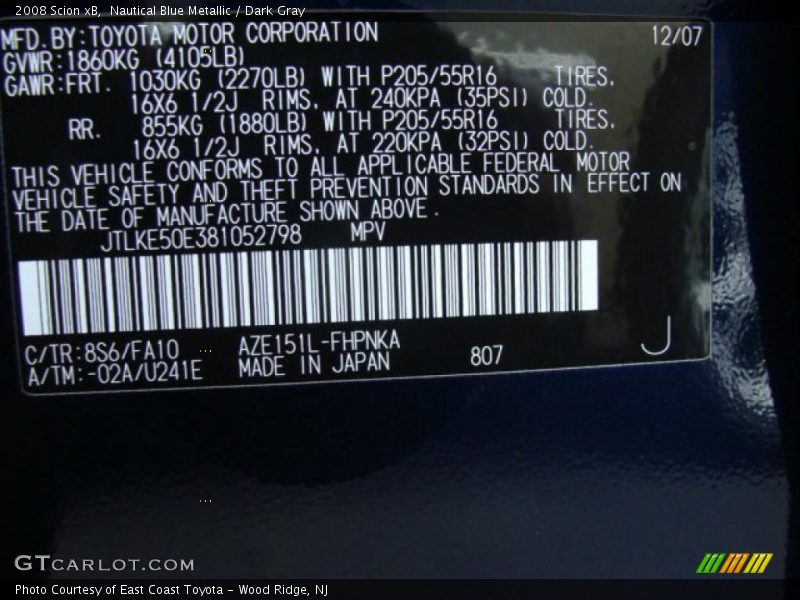 2008 Scion xB, Nautical Blue Metallic / Dark Gray
MFD.BY:TOYOTA MOTOR CORPORATION 12/07
GVWR:1860KG (4105LB)
GAWR:FRT. 1030KG (2270LB) WITH P205/55R16 TIRES.
16X6 1/2J RIMS. AT 240KPA (35PSI) COLD.
RR. 855KG (1880LB) WITH P205/55R16 TIRES.
16X6 1/2J RIMS. AT 220KPA (32PSI) COLD.
THIS VEHICLE CONFORMS TO ALL APPLICABLE FEDERAL MOTOR
VEHICLE SAFETY AND THEFT PREVENTION STANDARDS IN EFFECT ON
THE DATE OF MANUFACTURE SHOWN ABOVE.
JTLKE50E381052798 MPV
C/TR:8S6/FA10 AZE151L-FHPNKA
A/TM:-02A/U241E MADE IN JAPAN 807 J
GTCARLOT.COM
Photo Courtesy of East Coast Toyota - Wood Ridge, NJ